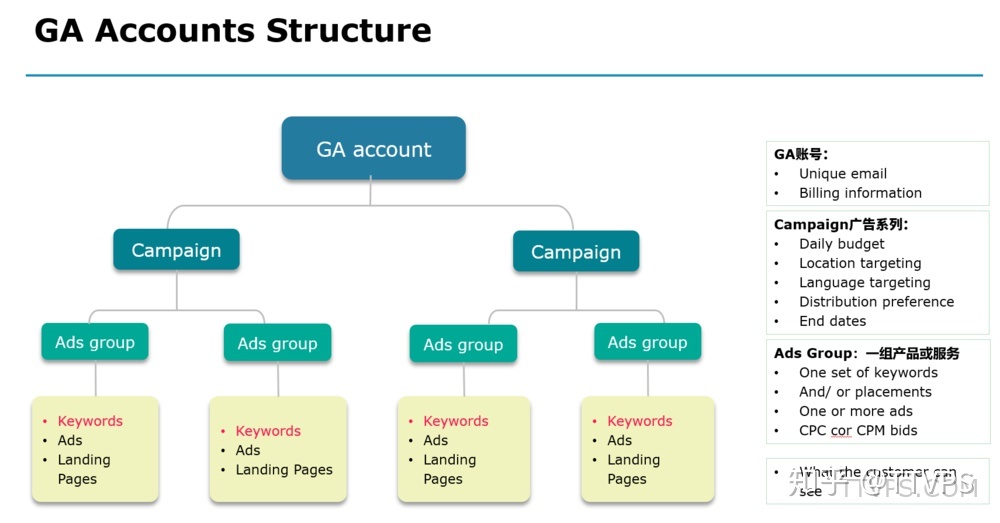 GA Accounts Structure
GA account
Campaign
Campaign
Ads group
Ads group
Ads group
Ads group
• Keywords
• Ads
• Landing
Pages
• Keywords
• Ads
• Landing Pages
• Keywords
• Ads
• Landing
Pages
• Keywords
• Ads
• Landing
Pages
GA账号：
• Unique email
• Billing information
Campaign广告系列：
• Daily budget
• Location targeting
• Language targeting
• Distribution preference
• End dates
Ads Group：一组产品或服务
• One set of keywords
• And/ or placements
• One or more ads
• CPC cor CPM bids
• What the customer can
see
知乎 @ITVPS